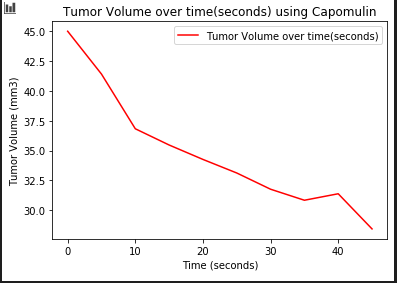 Tumor Volume over time(seconds) using Capomulin
Tumor Volume over time(seconds)
45.0
42.5
40.0
37.5
35.0
32.5
30.0
Tumor Volume (mm3)
0 10 20 30 40
Time (seconds)